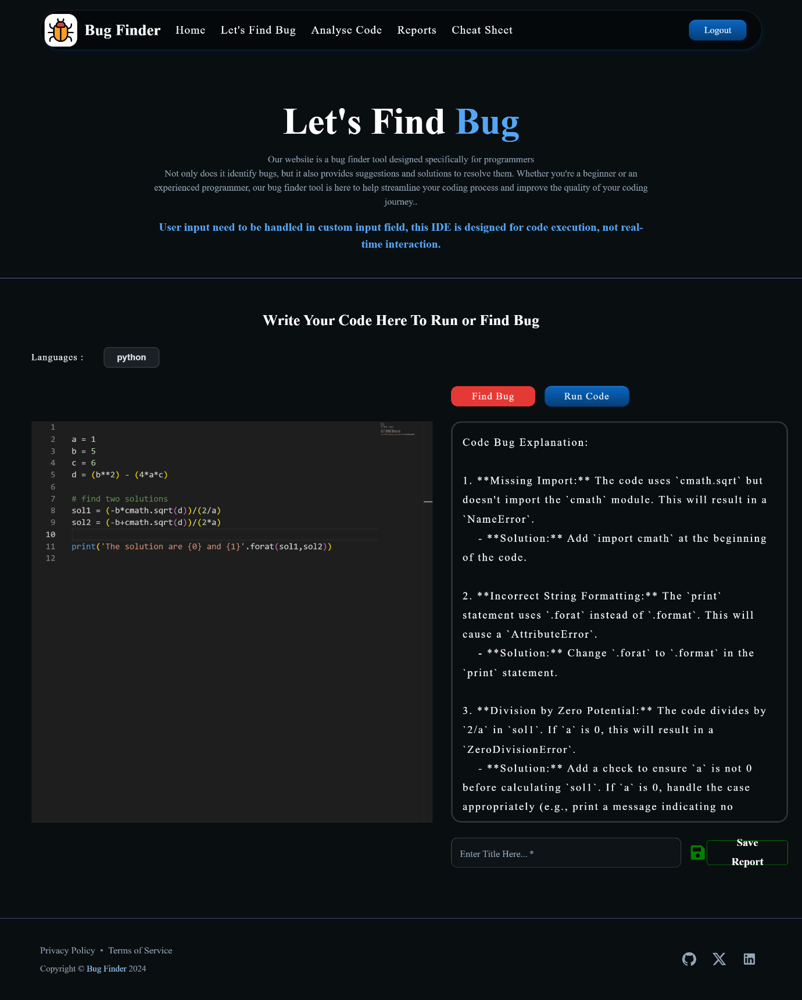 Bug Finder Home Let's Find Bug Analyse Code Reports Cheat Sheet Logout
Let's Find Bug
Our website is a bug finder tool designed specifically for programmers
Not only does it identify bugs, but it also provides suggestions and solutions to resolve them. Whether you're a beginner or an
experienced programmer, our bug finder tool is here to help streamline your coding process and improve the quality of your coding
journey..
User input need to be handled in custom input field, this IDE is designed for code execution, not real-
time interaction.
Write Your Code Here To Run or Find Bug
Languages : python
Find Bug Run Code
1
2 a = 1
3 b = 5
4 c = 6
5 d = (b**2) - (4*a*c)
6
7 # find two solutions
8 sol1 = (-b*cmath.sqrt(d))/(2/a)
9 sol2 = (-b+cmath.sqrt(d))/(2*a)
10
11 print('The solution are {0} and {1}'.forat(sol1,sol2))
12
Code Bug Explanation:
1. **Missing Import:** The code uses `cmath.sqrt` but
doesn't import the `cmath` module. This will result in a
`NameError`.
- **Solution:** Add `import cmath` at the beginning
of the code.
2. **Incorrect String Formatting:** The `print`
statement uses `.forat` instead of `.format`. This will
cause a `AttributeError`.
- **Solution:** Change `.forat` to `.format` in the
`print` statement.
3. **Division by Zero Potential:** The code divides by
`2/a` in `sol1`. If `a` is 0, this will result in a
`ZeroDivisionError`.
- **Solution:** Add a check to ensure `a` is not 0
before calculating `sol1`. If `a` is 0, handle the case
appropriately (e.g., print a message indicating no
Enter Title Here... *
Save
Report
Privacy Policy • Terms of Service
Copyright © Bug Finder 2024